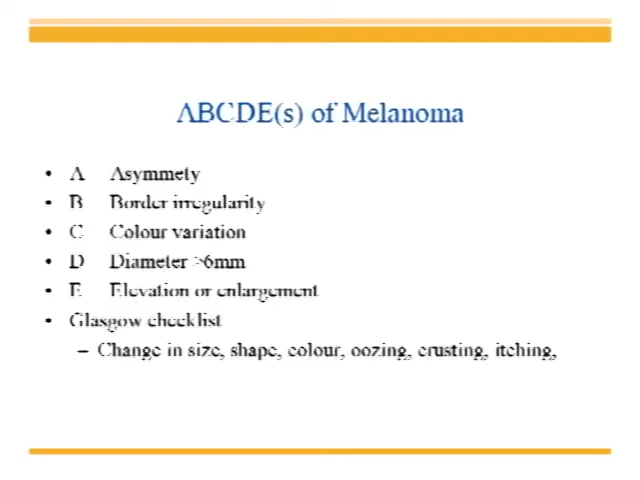 ABCDE(s) of Melanoma
• A Asymmety
• B Border irregularity
• C Colour variation
• D Diameter >6mm
• E Elevation or enlargement
• Glasgow checklist
– Change in size, shape, colour, oozing, crusting, itching,